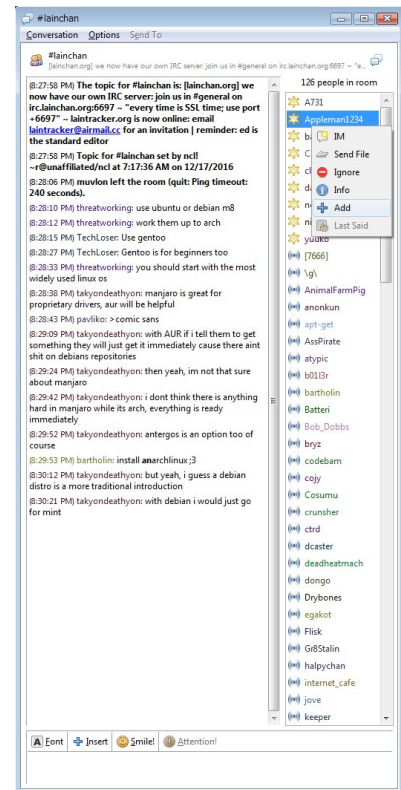 #lainchan
Conversation Options Send To
#lainchan
[lainchan.org] we now have our own IRC server: join us in #general on irc.lainchan.org:6697 ~ "e...
(8:27:58 PM) The topic for #lainchan is: [lainchan.org] we
now have our own IRC server: join us in #general on
irc.lainchan.org:6697 ~ "every time is SSL time; use port
+6697" ~ laintracker.org is now online: email
laintracker@airmail.cc for an invitation | reminder: ed is
the standard editor
(8:27:58 PM) Topic for #lainchan set by ncl!
~r@unaffiliated/ncl at 7:17:36 AM on 12/17/2016
(8:28:06 PM) muvlon left the room (quit: Ping timeout:
240 seconds).
(8:28:10 PM) threatworking: use ubuntu or debian m8
(8:28:12 PM) threatworking: work them up to arch
(8:28:15 PM) TechLoser: Use gentoo
(8:28:27 PM) TechLoser: Gentoo is for beginners too
(8:28:33 PM) threatworking: you should start with the most
widely used linux os
(8:28:38 PM) takyondeathyon: manjaro is great for
proprietary drivers, aur will be helpful
(8:28:43 PM) pavliko: >comic sans
(8:29:09 PM) takyondeathyon: with AUR if i tell them to get
something they will just get it immediately cause there aint
shit on debians repositories
(8:29:24 PM) takyondeathyon: then yeah, im not that sure
about manjaro
(8:29:42 PM) takyondeathyon: i dont think there is anything
hard in manjaro while its arch, everything is ready
immediately
(8:29:52 PM) takyondeathyon: antergos is an option too of
course
(8:29:53 PM) bartholin: install anarchlinux ;3
(8:30:12 PM) takyondeathyon: but yeah, i guess a debian
distro is a more traditional introduction
(8:30:21 PM) takyondeathyon: with debian i would just go
for mint
126 people in room
A731
Appleman1234
IM
Send File
Ignore
Info
Add
Last Said
yuuko
[7666]
\g\
AnimalFarmPig
anonkun
apt-get
AssPirate
atypic
b01l3r
bartholin
Batteri
Bob_Dobbs
bryz
codebam
cojy
Cosumu
crunsher
ctrd
dcaster
deadheatmach
dongo
Drybones
egakot
Flisk
Gr8Stalin
halpychan
internet_cafe
jove
keeper
Font Insert Smile! Attention!